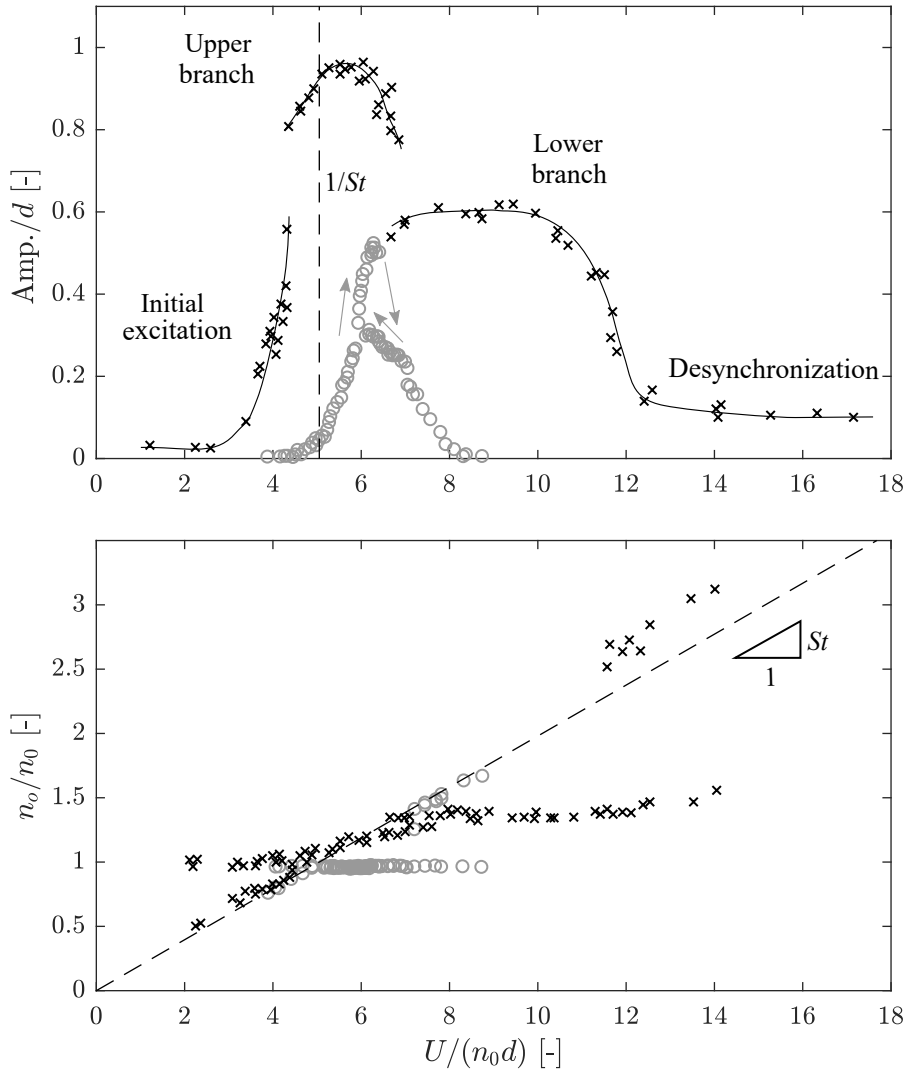 Amp./d [-]
1
0.8
0.6
0.4
0.2
0
Upper
branch
1/St
Lower
branch
Initial
excitation
Desynchronization
0 2 4 6 8 10 12 14 16 18
n_o/n_0 [-]
3
2.5
2
1.5
1
0.5
0
St
1
0 2 4 6 8 10 12 14 16 18
U/(n_0d) [-]